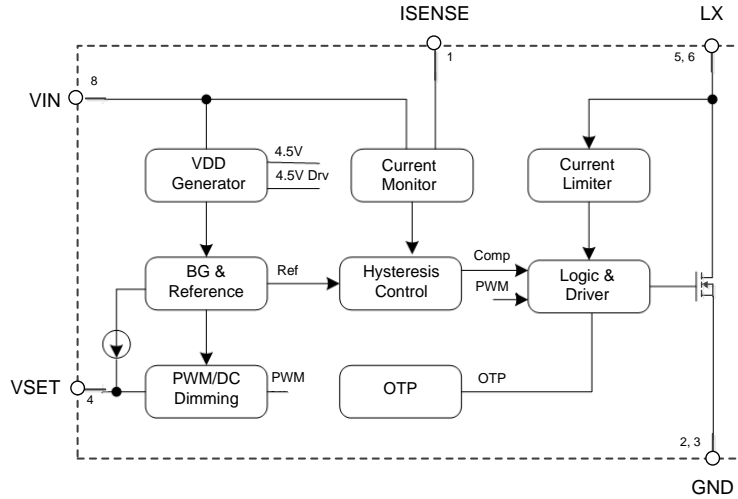 ISENSE
LX
1
5, 6
VIN
8
VDD
Generator
4.5V
4.5V Drv
Current
Monitor
Current
Limiter
BG &
Reference
Ref
Hysteresis
Control
Comp
PWM
Logic &
Driver
VSET
4
PWM/DC
Dimming
PWM
OTP
OTP
2, 3
GND